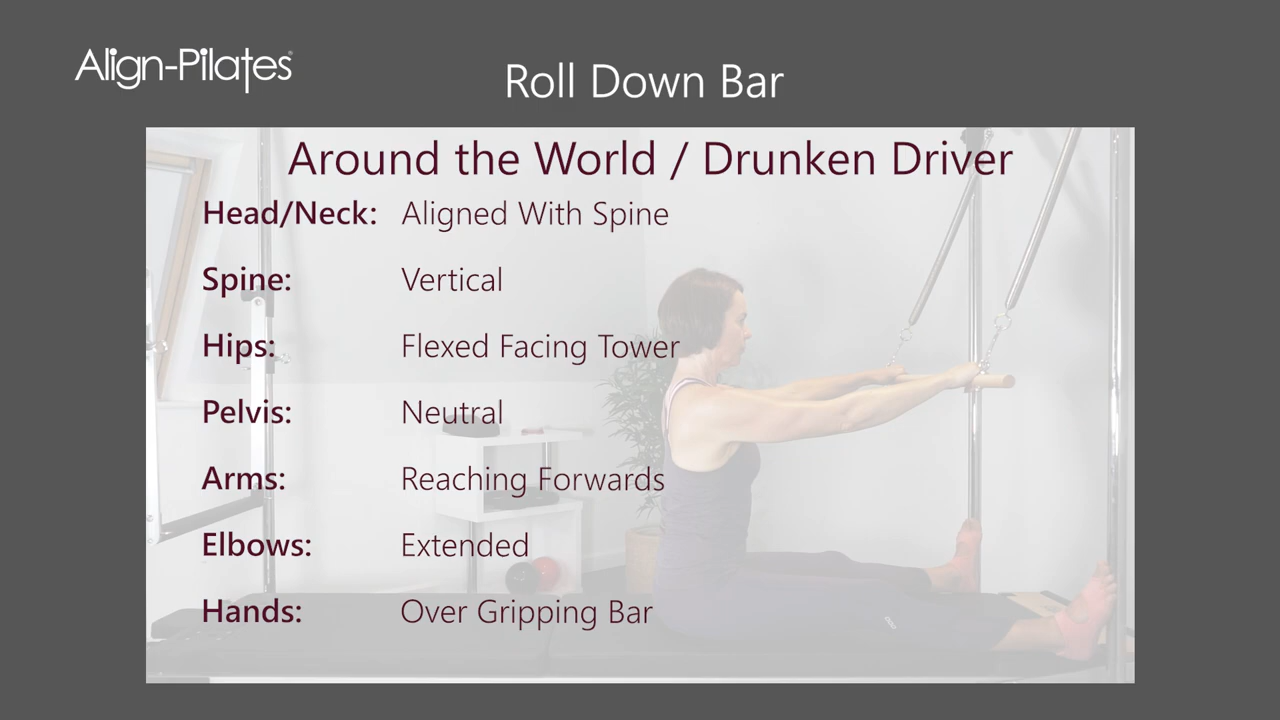 Align-Pilates®
Roll Down Bar
Around the World / Drunken Driver
Head/Neck: Aligned With Spine
Spine: Vertical
Hips: Flexed Facing Tower
Pelvis: Neutral
Arms: Reaching Forwards
Elbows: Extended
Hands: Over Gripping Bar